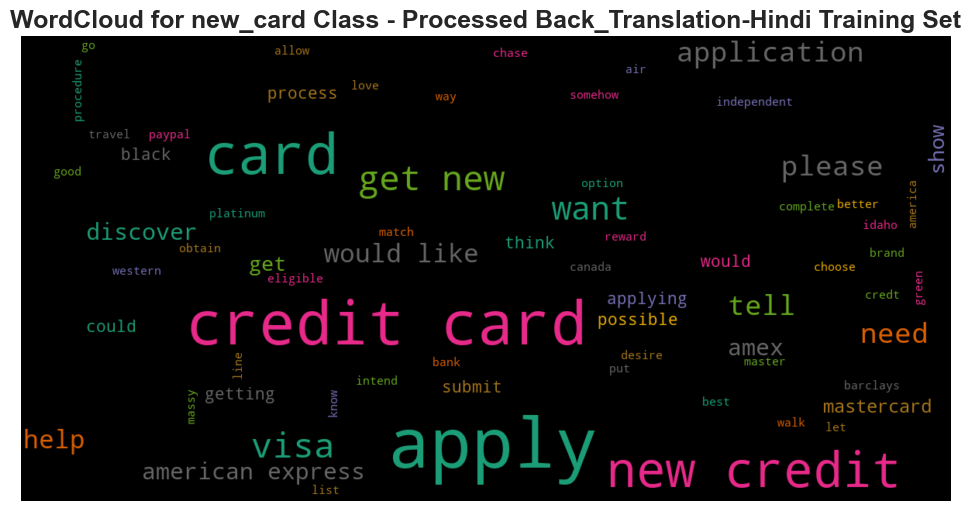 WordCloud for new_card Class - Processed Back_Translation-Hindi Training Set
go
allow
chase
application
procedure
process
love
way
air
somehow
independent
travel
paypal
black
card
get new
please
show
good
platinum
option
want
complete
better
america
discover
obtain
match
would like
think
reward
idaho
western
get
eligible
canada
would
choose
brand
applying
credt
green
could
credit card
possible
tell
need
line
bank
desire
put
amex
master
massy
getting
know
intend
submit
barclays
best
mastercard
help
visa
apply
walk
let
american express
list
new credit